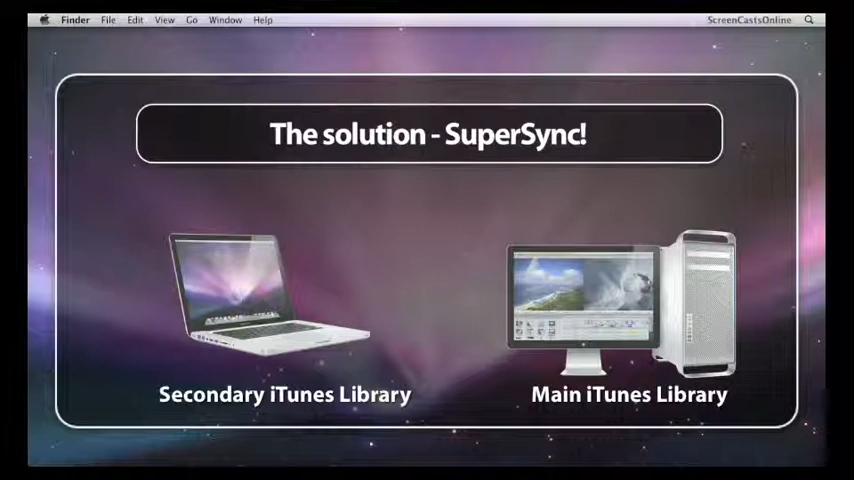 Finder File Edit View Go Window Help ScreenCastsOnline
The solution - SuperSync!
Secondary iTunes Library
Main iTunes Library